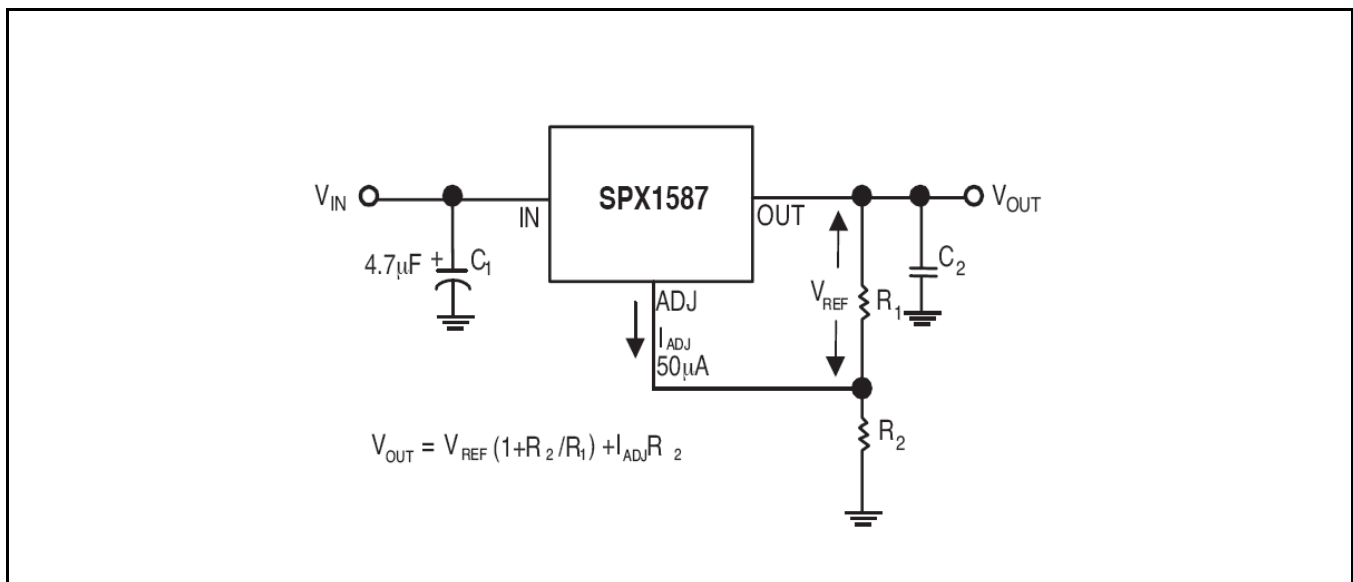 SPX1587
V_IN
IN
OUT
V_OUT
4.7µF + C_1
ADJ
V_REF
R_1
C_2
I_ADJ
50µA
R_2
V_OUT = V_REF (1+R_2/R_1) +I_ADJ R_2